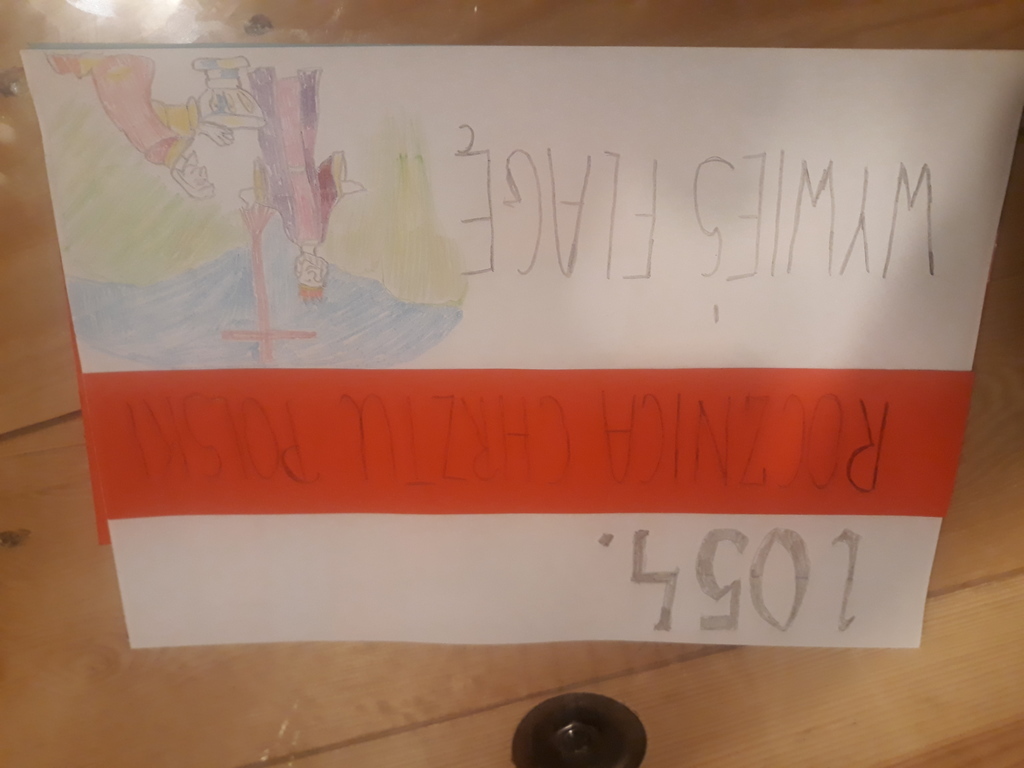 1054.
ROCZNICA CHRZTU POLSKI
WYWIEŚ FLAGĘ